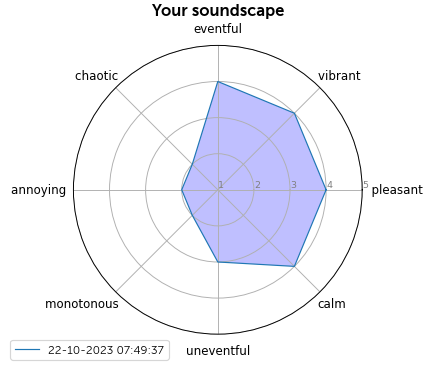 Your soundscape
eventful
chaotic
vibrant
annoying
1 2 3 4 5
pleasant
monotonous
calm
22-10-2023 07:49:37
uneventful